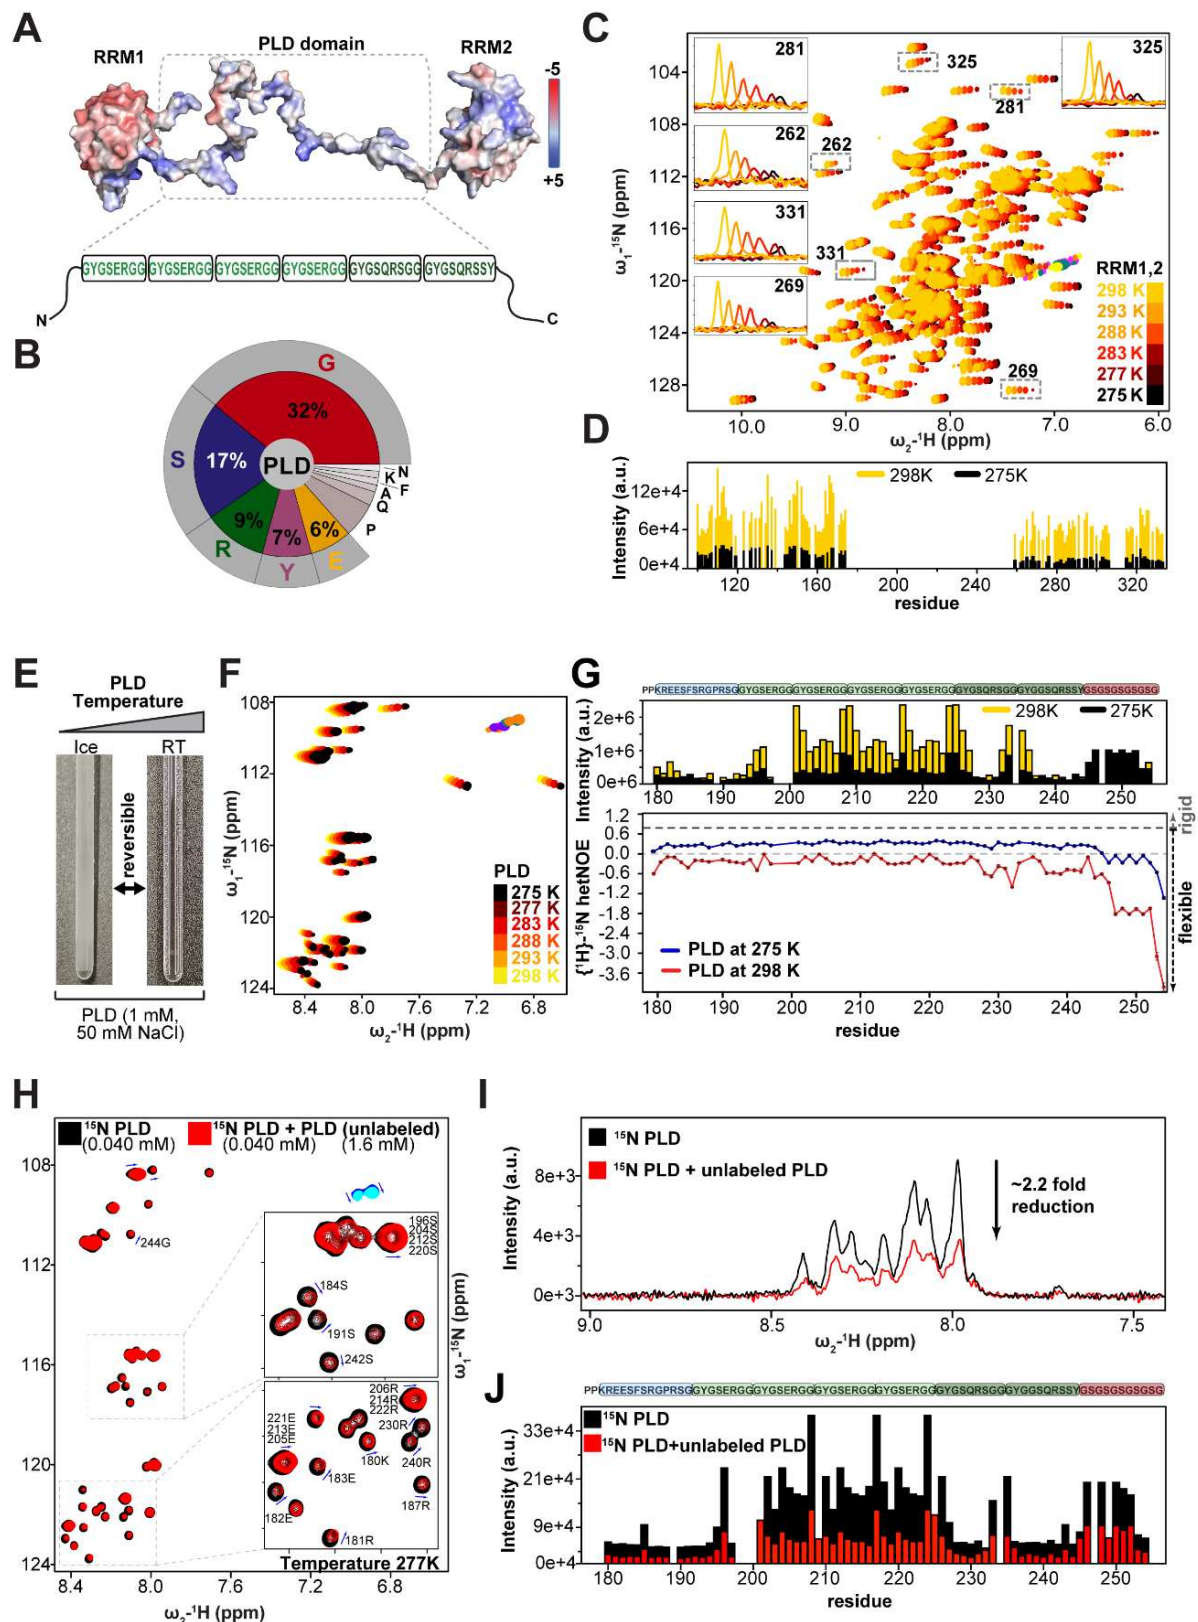 A
RRM1
PLD domain
RRM2
-5
+5
GYGSERGG GYGSERGG GYGSERGG GYGSERGG GYGSQRSGG GYGSQRSSY
N
C
B
G
32%
S
17%
PLD
R
9%
Y
7%
E
6%
N
K
F
A
Q
P
C
281
325
262
331
269
325
281
262
331
269
104
108
112
116
120
124
128
ω1-15N (ppm)
RRM1,2
298 K
293 K
288 K
283 K
277 K
275 K
10.0 9.0 8.0 7.0 6.0
ω2-1H (ppm)
D
298K 275K
Intensity (a.u.)
12e+4
6e+4
0e+4
120 160 200 240 280 320
residue
E
PLD
Temperature
Ice RT
reversible
PLD (1 mM,
50 mM NaCl)
F
108
112
116
120
124
ω1-15N (ppm)
PLD
275 K
277 K
283 K
288 K
293 K
298 K
8.4 8.0 7.6 7.2 6.8
ω2-1H (ppm)
G
PPKREESFSRGPRSGGYGSERGGGYGSERGGGYGSERGGGYGSERGGGYGSQRSGGGYGGSQRSSYGSGSGSGSGSG
298K 275K
Intensity (a.u.)
2e+6
1e+6
0e+6
180 190 200 210 220 230 240 250
{1H}-15N hetNOE
1.2
0.6
0.0
-0.6
-1.2
-1.8
-2.4
-3.0
-3.6
rigid
flexible
PLD at 275 K
PLD at 298 K
180 190 200 210 220 230 240 250
residue
H
15N PLD
(0.040 mM)
15N PLD + PLD (unlabeled)
(0.040 mM) (1.6 mM)
108
112
116
120
124
ω1-15N (ppm)
244G
196S
204S
212S
220S
184S
191S
242S
206R
214R
222R
221E
213E
205E
230R
180K
240R
183E
187R
182E
181R
Temperature 277K
8.4 8.0 7.6 7.2 6.8
ω2-1H (ppm)
I
15N PLD
15N PLD + unlabeled PLD
~2.2 fold
reduction
Intensity (a.u.)
8e+3
4e+3
0e+3
9.0 8.5 8.0 7.5
ω2-1H (ppm)
J
PPKREESFSRGPRSGGYGSERGGGYGSERGGGYGSERGGGYGSERGGGYGSQRSGGGYGGSQRSSYGSGSGSGSGSG
15N PLD
15N PLD+unlabeled PLD
Intensity (a.u.)
33e+4
21e+4
9e+4
0e+4
180 190 200 210 220 230 240 250
residue